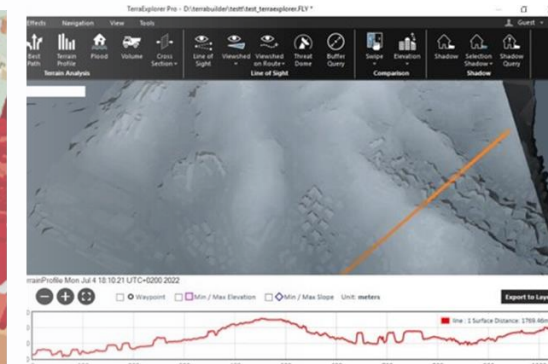 TerraExplorer Pro - D:\terrabuilder\testf\test_terraexplorer.FLY *
Effects Navigation View Tools Guest
Best Path
Terrain Profile
Flood
Volume
Cross Section
Line of Sight
Viewshed
Viewshed on Route
Threat Dome
Buffer Query
Swipe
Elevation
Shadow
Selection Shadow
Shadow Query
Terrain Analysis Line of Sight Comparison Shadow
rrainProfile Mon Jul 4 18:10:21 UTC+0200 2022
Waypoint Min / Max Elevation Min / Max Slope Unit: meters Export to Laye
line : 1 Surface Distance: 1769.46m